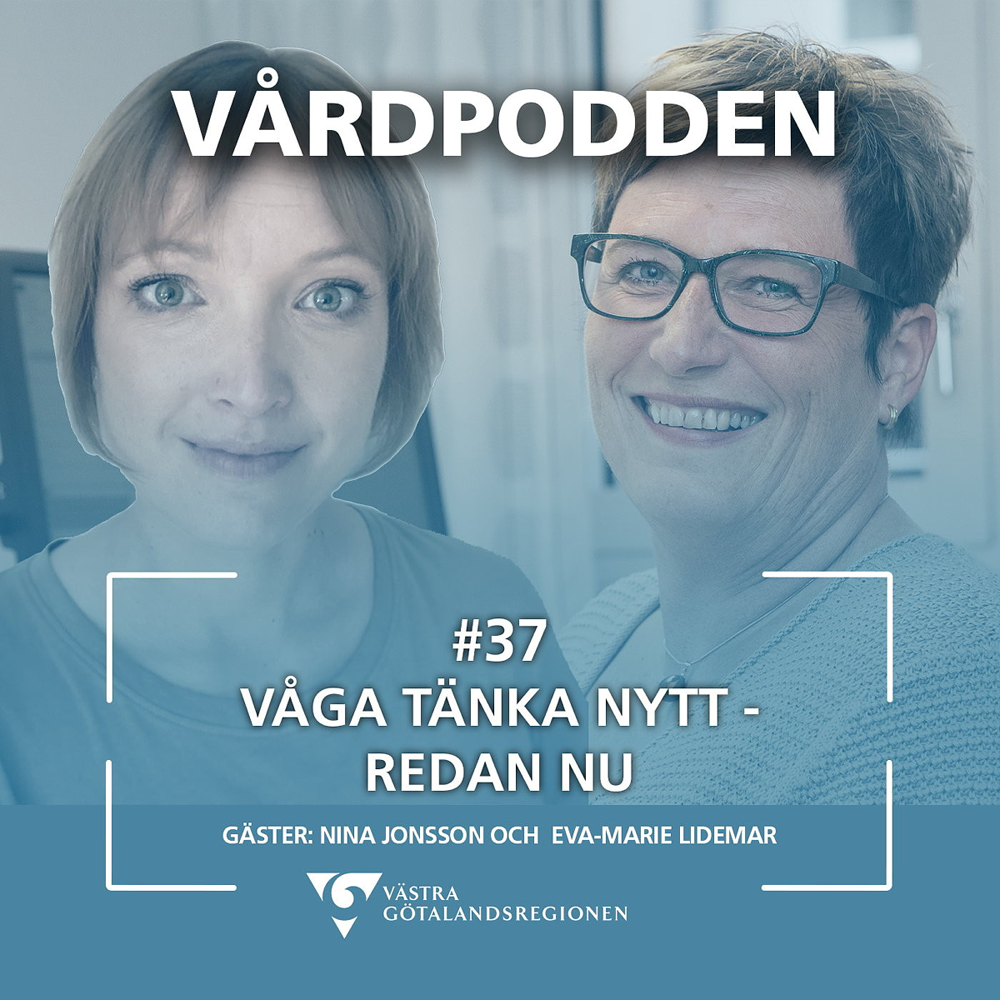 VÅRDPODDEN
#37
VÅGA TÄNKA NYTT -
REDAN NU
GÄSTER: NINA JONSSON OCH EVA-MARIE LIDEMAR
VÄSTRA
GÖTALANDSREGIONEN